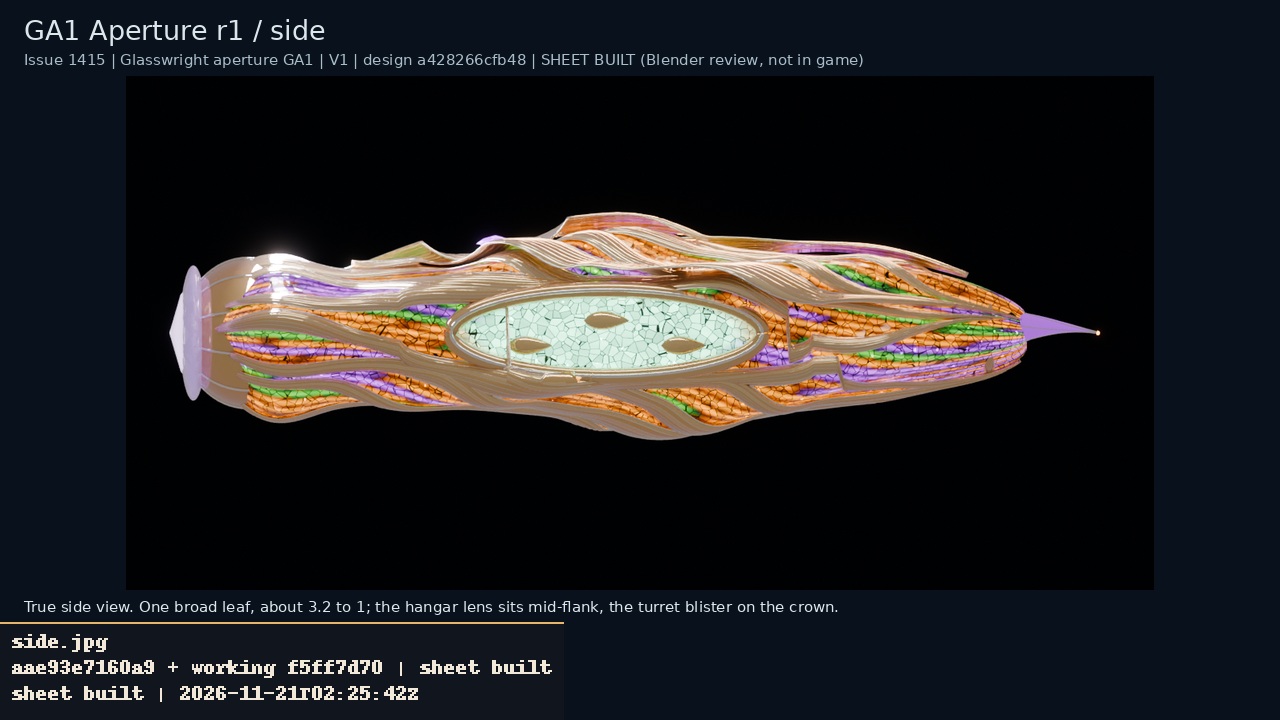 GA1 Aperture r1 / side
Issue 1415 | Glasswright aperture GA1 | V1 | design a428266cfb48 | SHEET BUILT (Blender review, not in game)
True side view. One broad leaf, about 3.2 to 1; the hangar lens sits mid-flank, the turret blister on the crown.
side.jpg
aae93e7160a9 + working f5ff7d70 | sheet built
sheet built | 2026-11-21T02:25:42Z